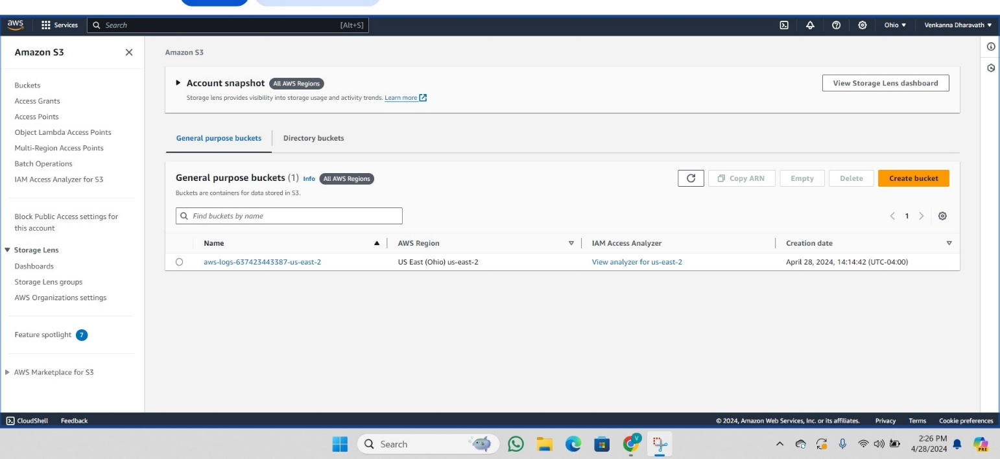 aws Services Search [Alt+S] Ohio Venkanna Dharavath
Amazon S3
Buckets
Access Grants
Access Points
Object Lambda Access Points
Multi-Region Access Points
Batch Operations
IAM Access Analyzer for S3
Block Public Access settings for
this account
Storage Lens
Dashboards
Storage Lens groups
AWS Organizations settings
Feature spotlight 7
AWS Marketplace for S3
Amazon S3
Account snapshot All AWS Regions View Storage Lens dashboard
Storage lens provides visibility into storage usage and activity trends. Learn more
General purpose buckets Directory buckets
General purpose buckets (1) Info All AWS Regions Copy ARN Empty Delete Create bucket
Buckets are containers for data stored in S3.
Find buckets by name 1
Name AWS Region IAM Access Analyzer Creation date
aws-logs-637423443387-us-east-2 US East (Ohio) us-east-2 View analyzer for us-east-2 April 28, 2024, 14:14:42 (UTC-04:00)
CloudShell Feedback © 2024, Amazon Web Services, Inc. or its affiliates. Privacy Terms Cookie preferences
Search V 2:26 PM
4/28/2024 PRE